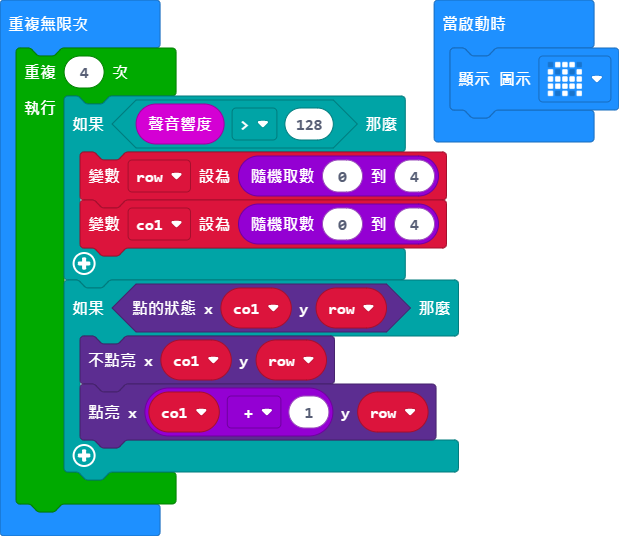 重複無限次
重複 4 次
執行
如果 聲音響度 > 128 那麼
變數 row 設為 隨機取數 0 到 4
變數 col 設為 隨機取數 0 到 4
如果 點的狀態 x col y row 那麼
不點亮 x col y row
點亮 x col + 1 y row
當啟動時
顯示 圖示